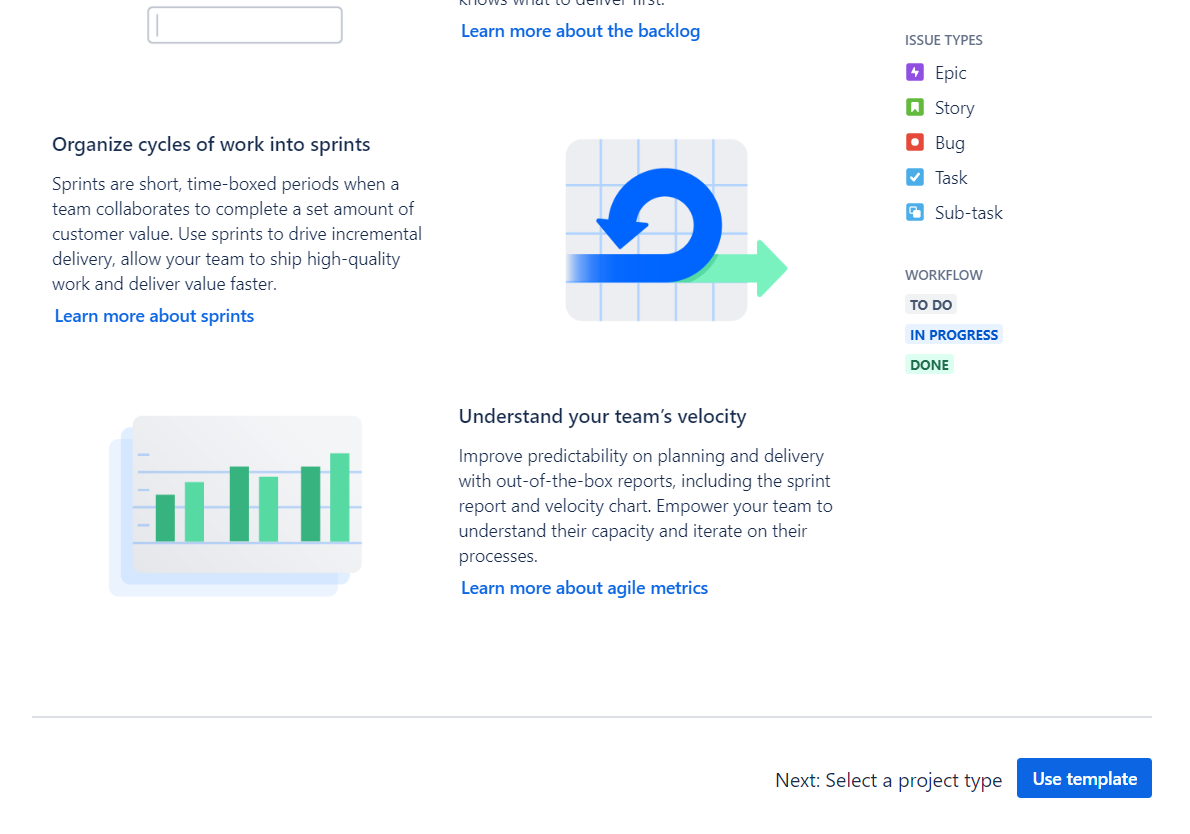 knows what to deliver first.
Learn more about the backlog
Organize cycles of work into sprints
Sprints are short, time-boxed periods when a
team collaborates to complete a set amount of
customer value. Use sprints to drive incremental
delivery, allow your team to ship high-quality
work and deliver value faster.
Learn more about sprints
Understand your team’s velocity
Improve predictability on planning and delivery
with out-of-the-box reports, including the sprint
report and velocity chart. Empower your team to
understand their capacity and iterate on their
processes.
Learn more about agile metrics
ISSUE TYPES
Epic
Story
Bug
Task
Sub-task
WORKFLOW
TO DO
IN PROGRESS
DONE
Next: Select a project type
Use template